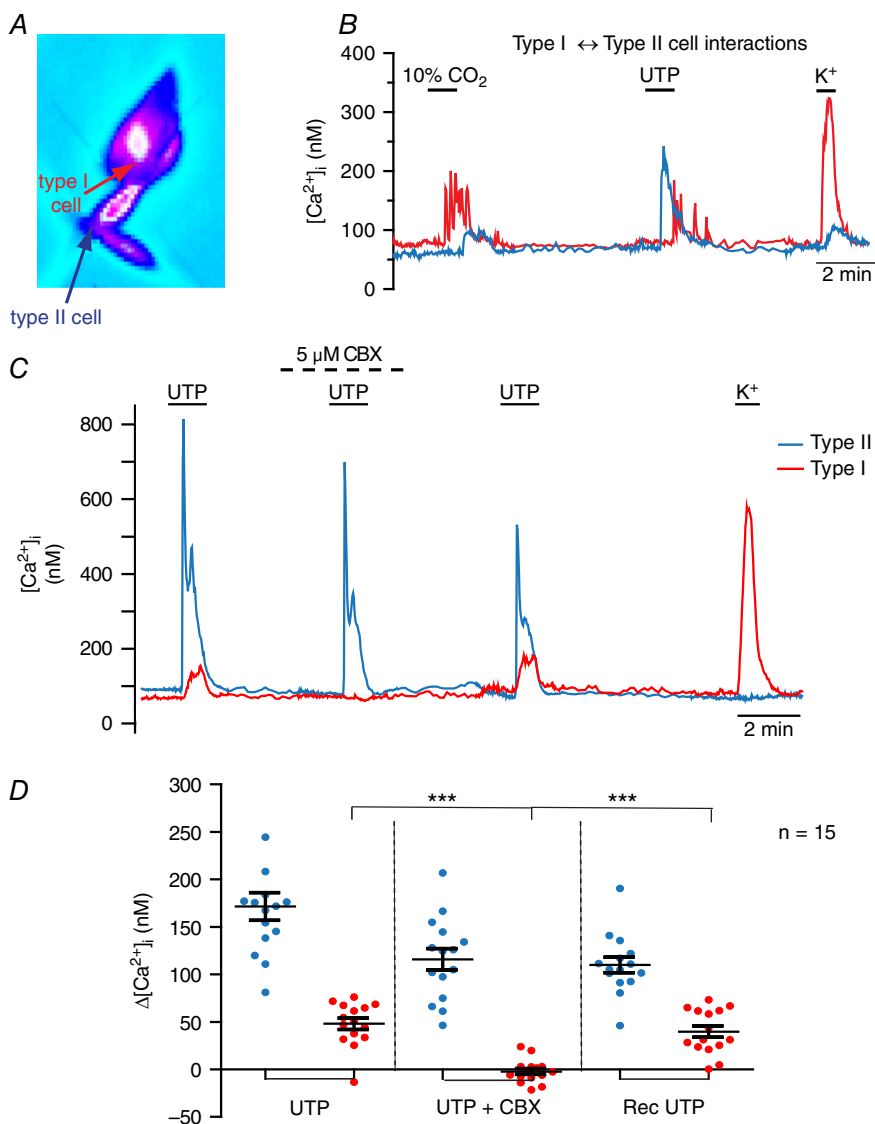 A
type I
cell
type II cell
B
Type I ↔ Type II cell interactions
10% CO₂
UTP
K⁺
400
300
200
100
0
[Ca²⁺]ᵢ (nM)
2 min
C
5 µM CBX
UTP
UTP
UTP
K⁺
Type II
Type I
800
600
400
200
0
[Ca²⁺]ᵢ
(nM)
2 min
D
300
250
200
150
100
50
0
–50
Δ[Ca²⁺]ᵢ (nM)
***
***
n = 15
UTP
UTP + CBX
Rec UTP